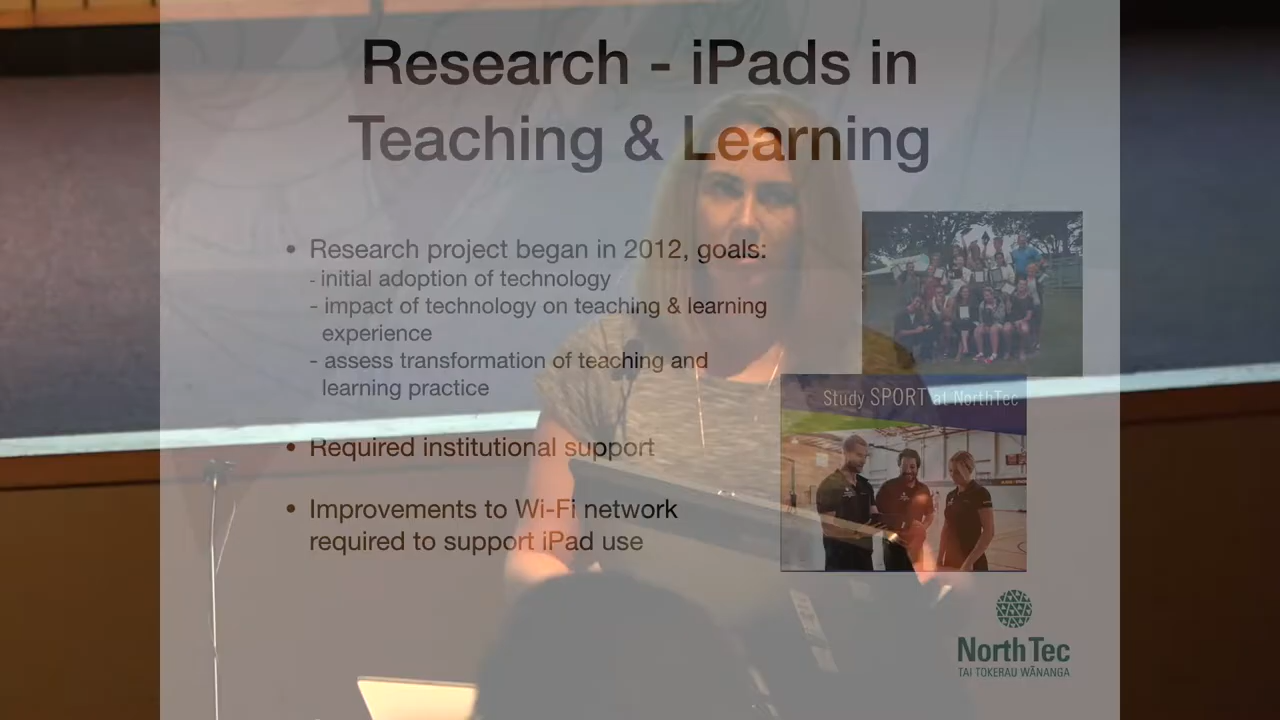 Research - iPads in
Teaching & Learning
• Research project began in 2012, goals:
- initial adoption of technology
- impact of technology on teaching & learning
experience
- assess transformation of teaching and
learning practice
• Required institutional support
• Improvements to Wi-Fi network
required to support iPad use
Study SPORT at NorthTec
NorthTec
TAI TOKERAU WĀNANGA